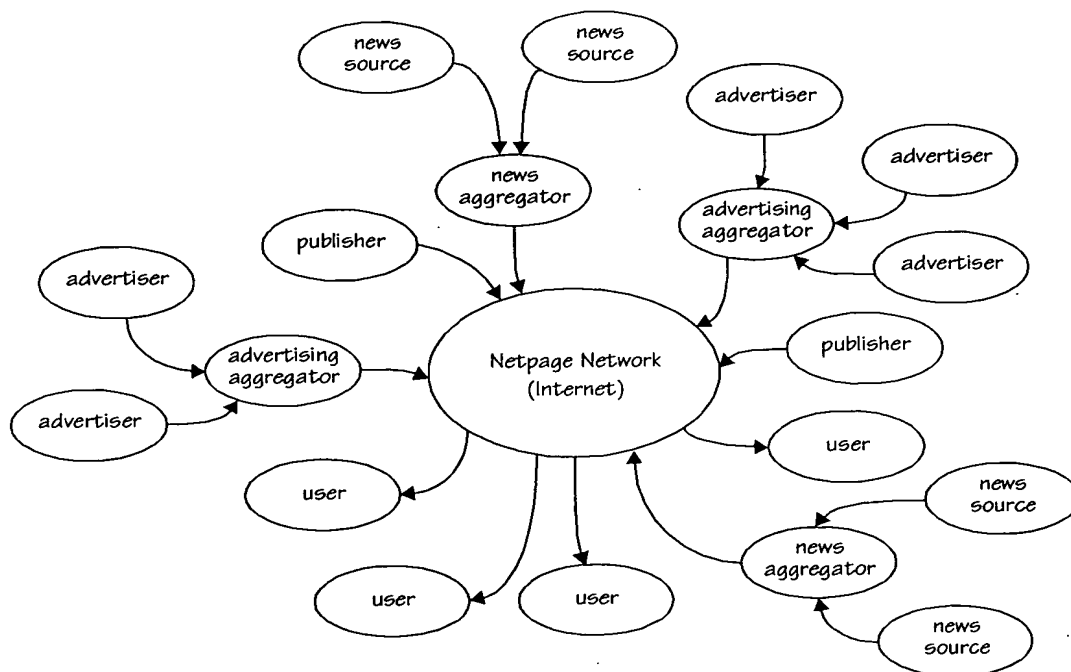 news
source
news
source
advertiser
advertiser
news
aggregator
advertising
aggregator
publisher
advertiser
advertiser
publisher
advertising
aggregator
Netpage Network
(Internet)
advertiser
user
user
news
source
news
aggregator
user
user
news
source